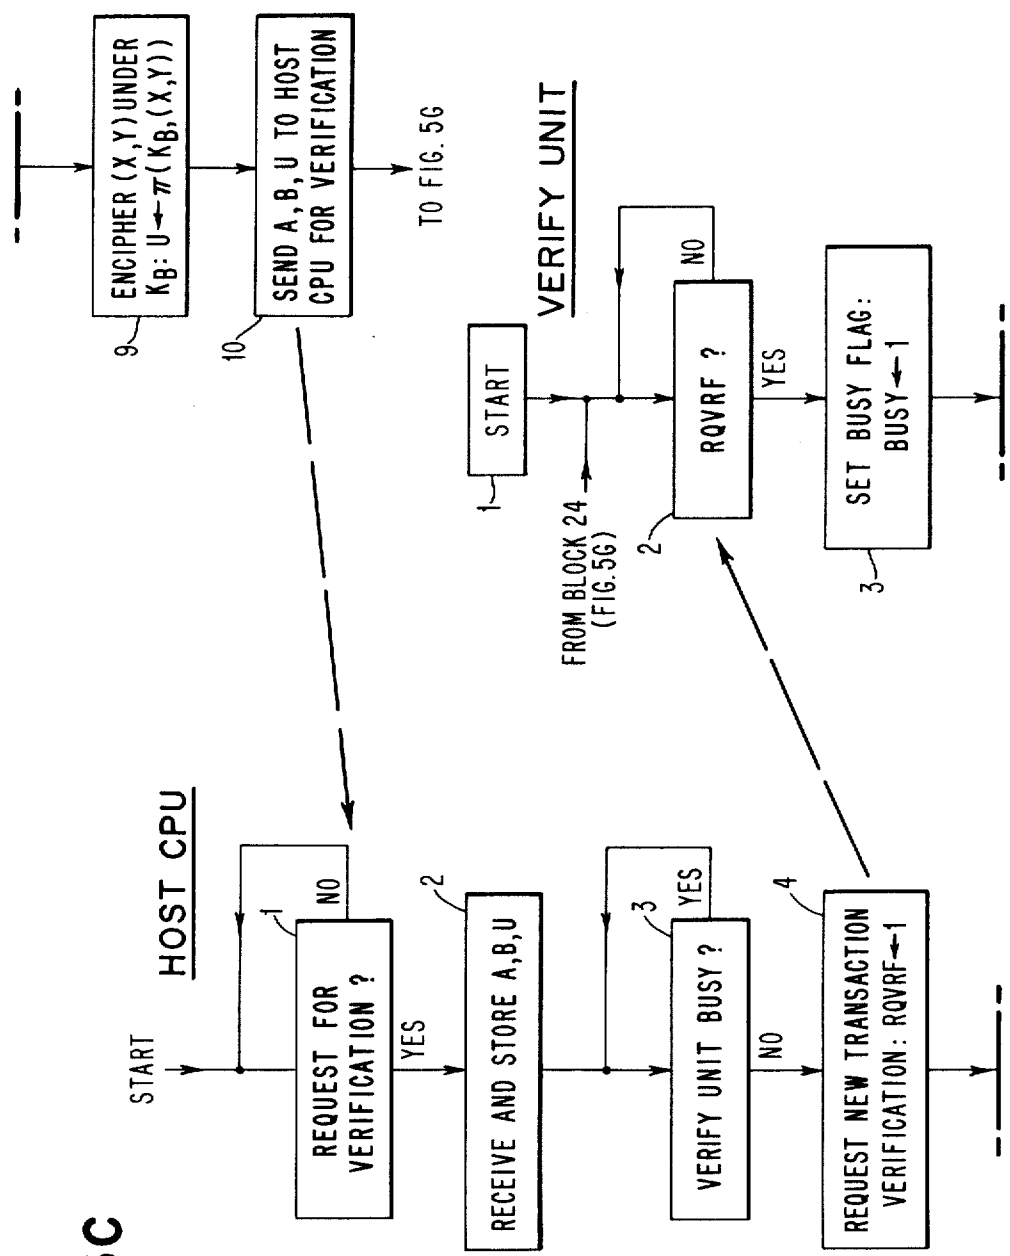 5C
HOST CPU
START
REQUEST FOR
VERIFICATION ?
1
NO
YES
RECEIVE AND STORE A,B,U
2
VERIFY UNIT BUSY ?
3
YES
NO
REQUEST NEW TRANSACTION
VERIFICATION: RQVRF←1
4
9
ENCIPHER (X,Y) UNDER
KB: U←π(KB,(X,Y))
10
SEND A,B,U TO HOST
CPU FOR VERIFICATION
TO FIG. 5G
VERIFY UNIT
1
START
FROM BLOCK 24
(FIG. 5G)
2
RQVRF ?
NO
YES
3
SET BUSY FLAG:
BUSY←1